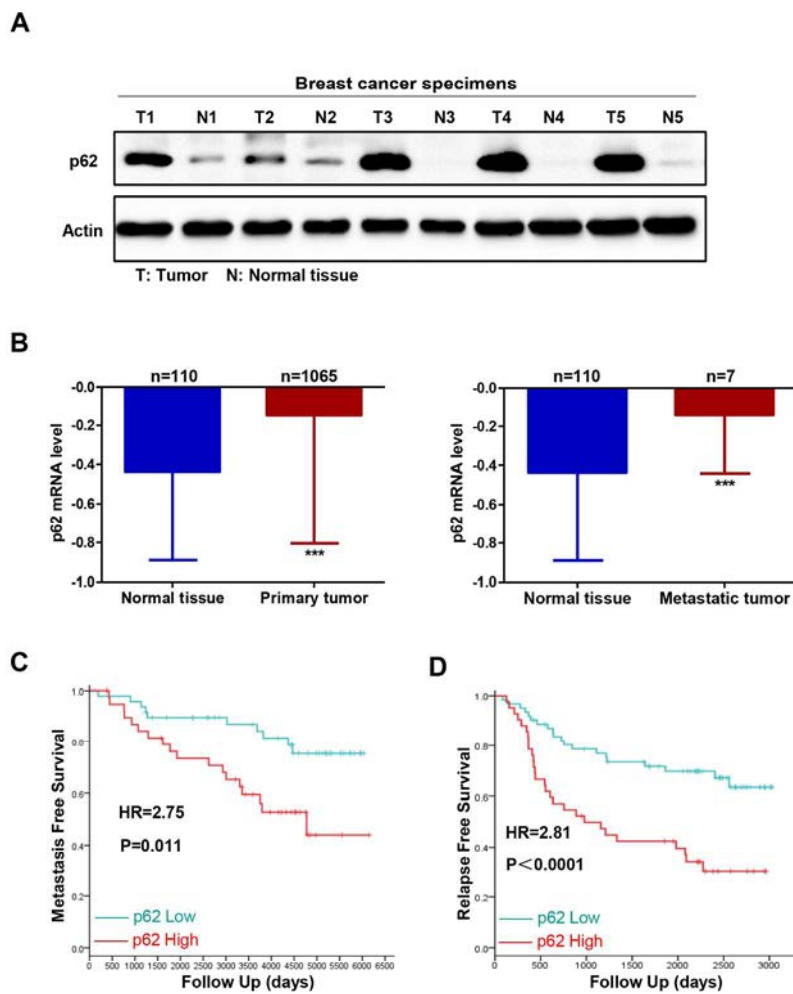 A
Breast cancer specimens
T1 N1 T2 N2 T3 N3 T4 N4 T5 N5
p62
Actin
T: Tumor N: Normal tissue
B
n=110 n=1065
-0.0
-0.2
-0.4
-0.6
-0.8
-1.0
p62 mRNA level
***
Normal tissue Primary tumor
n=110 n=7
-0.0
-0.2
-0.4
-0.6
-0.8
-1.0
p62 mRNA level
***
Normal tissue Metastatic tumor
C
Metastasis Free Survival
1.0
0.8
0.6
0.4
0.2
0.0
HR=2.75
P=0.011
p62 Low
p62 High
0 500 1000 1500 2000 2500 3000 3500 4000 4500 5000 5500 6000 6500
Follow Up (days)
D
Relapse Free Survival
1.0
0.8
0.6
0.4
0.2
0.0
HR=2.81
P<0.0001
p62 Low
p62 High
0 500 1000 1500 2000 2500 3000
Follow Up (days)